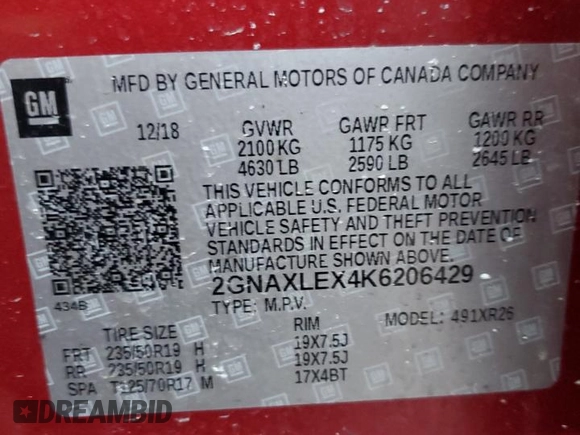 GM
MFD BY GENERAL MOTORS OF CANADA COMPANY
12/18 GVWR GAWR FRT GAWR RR
2100 KG 1175 KG 1200 KG
4630 LB 2590 LB 2645 LB
THIS VEHICLE CONFORMS TO ALL
APPLICABLE U.S. FEDERAL MOTOR
VEHICLE SAFETY AND THEFT PREVENTION
STANDARDS IN EFFECT ON THE DATE OF
MANUFACTURE SHOWN ABOVE.
434B 2GNAXLEX4K6206429
TYPE: M.P.V. MODEL: 491XR26
TIRE SIZE RIM
FRT 235/50R19 H 19X7.5J
RR 235/50R19 H 19X7.5J
SPA T125/70R17 M 17X4BT
DREAMBID